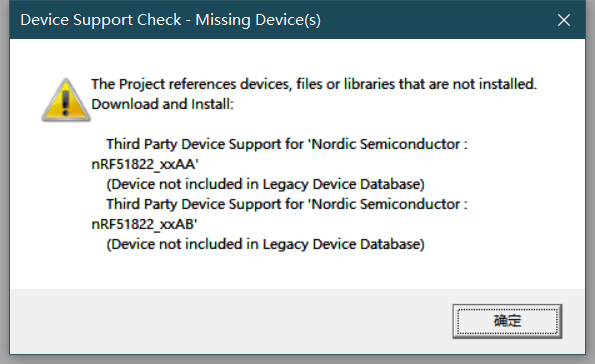 Device Support Check - Missing Device(s)
The Project references devices, files or libraries that are not installed.
Download and Install:
Third Party Device Support for 'Nordic Semiconductor :
nRF51822_xxAA'
(Device not included in Legacy Device Database)
Third Party Device Support for 'Nordic Semiconductor :
nRF51822_xxAB'
(Device not included in Legacy Device Database)
确定